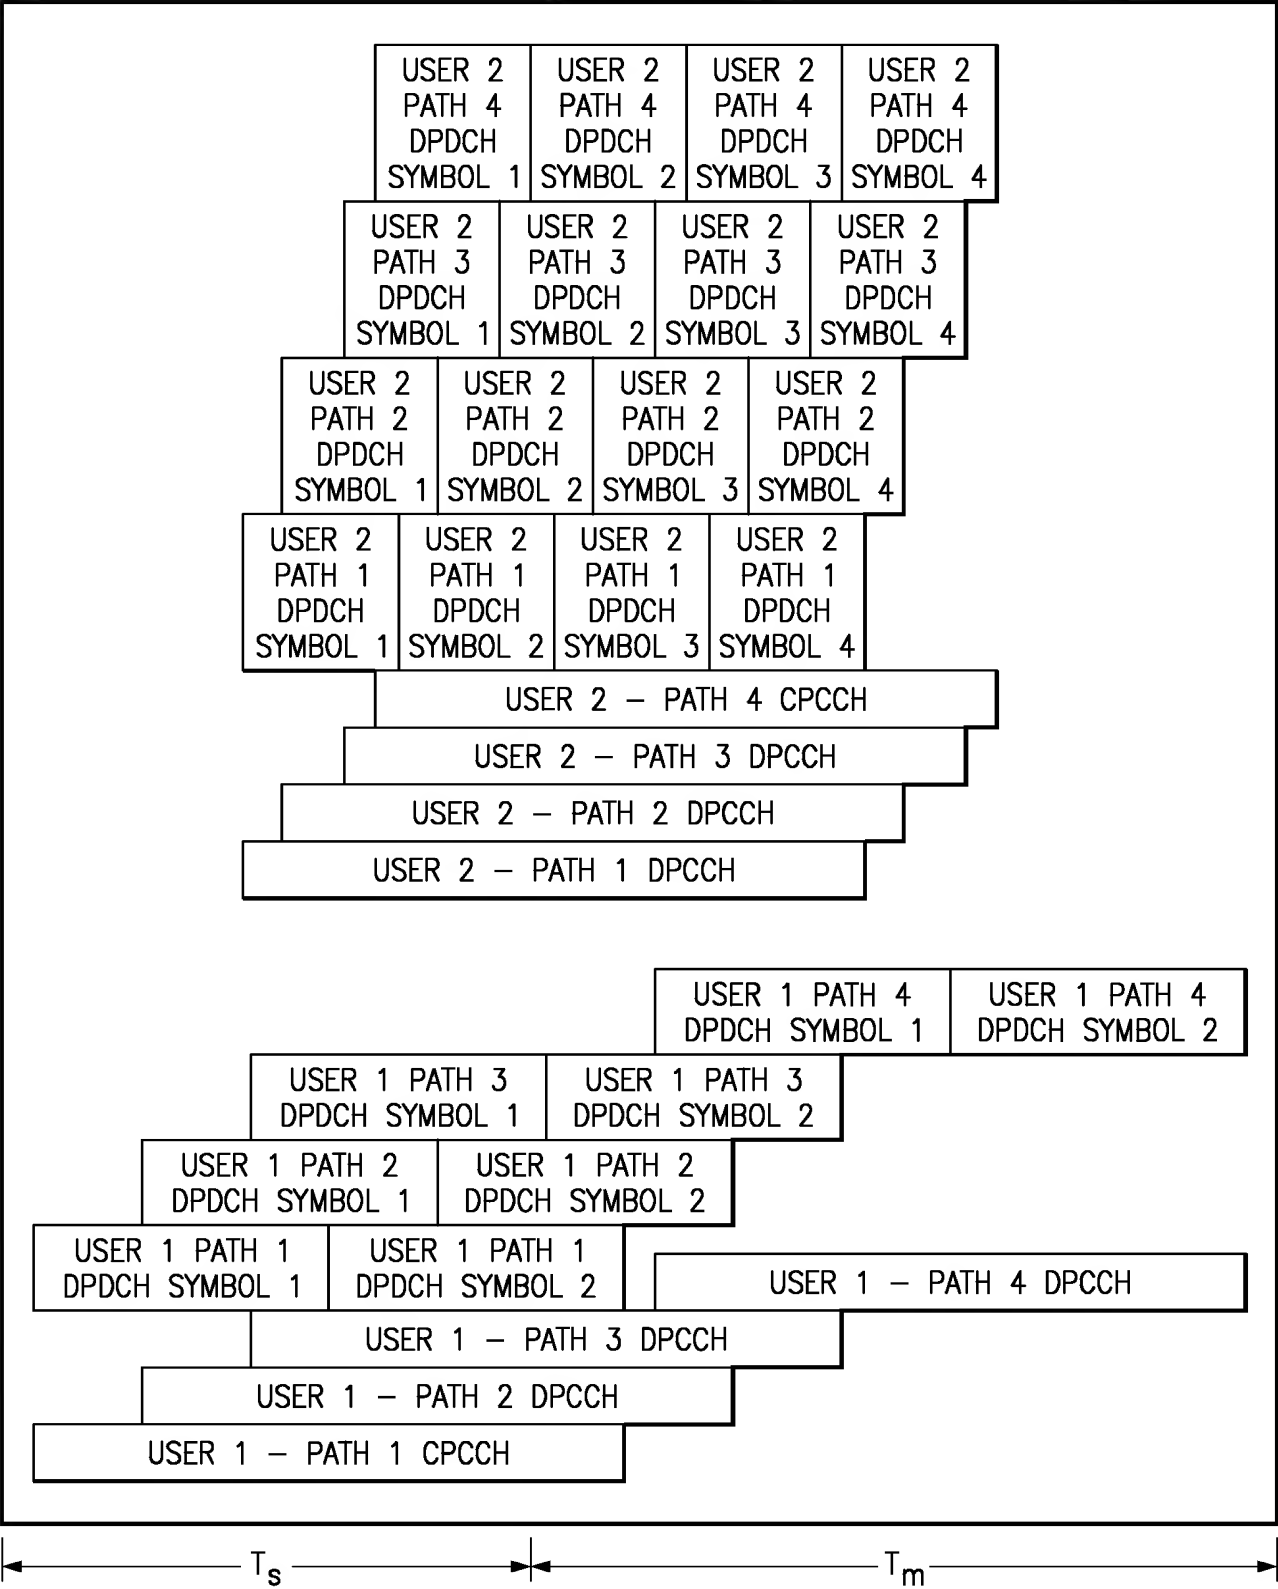 USER 2 USER 2 USER 2 USER 2
PATH 4 PATH 4 PATH 4 PATH 4
DPDCH DPDCH DPDCH DPDCH
SYMBOL 1 SYMBOL 2 SYMBOL 3 SYMBOL 4
USER 2 USER 2 USER 2 USER 2
PATH 3 PATH 3 PATH 3 PATH 3
DPDCH DPDCH DPDCH DPDCH
SYMBOL 1 SYMBOL 2 SYMBOL 3 SYMBOL 4
USER 2 USER 2 USER 2 USER 2
PATH 2 PATH 2 PATH 2 PATH 2
DPDCH DPDCH DPDCH DPDCH
SYMBOL 1 SYMBOL 2 SYMBOL 3 SYMBOL 4
USER 2 USER 2 USER 2 USER 2
PATH 1 PATH 1 PATH 1 PATH 1
DPDCH DPDCH DPDCH DPDCH
SYMBOL 1 SYMBOL 2 SYMBOL 3 SYMBOL 4
USER 2 – PATH 4 CPCCH
USER 2 – PATH 3 DPCCH
USER 2 – PATH 2 DPCCH
USER 2 – PATH 1 DPCCH
USER 1 PATH 4 USER 1 PATH 4
DPDCH SYMBOL 1 DPDCH SYMBOL 2
USER 1 PATH 3 USER 1 PATH 3
DPDCH SYMBOL 1 DPDCH SYMBOL 2
USER 1 PATH 2 USER 1 PATH 2
DPDCH SYMBOL 1 DPDCH SYMBOL 2
USER 1 PATH 1 USER 1 PATH 1
DPDCH SYMBOL 1 DPDCH SYMBOL 2
USER 1 – PATH 4 DPCCH
USER 1 – PATH 3 DPCCH
USER 1 – PATH 2 DPCCH
USER 1 – PATH 1 CPCCH
Ts Tm